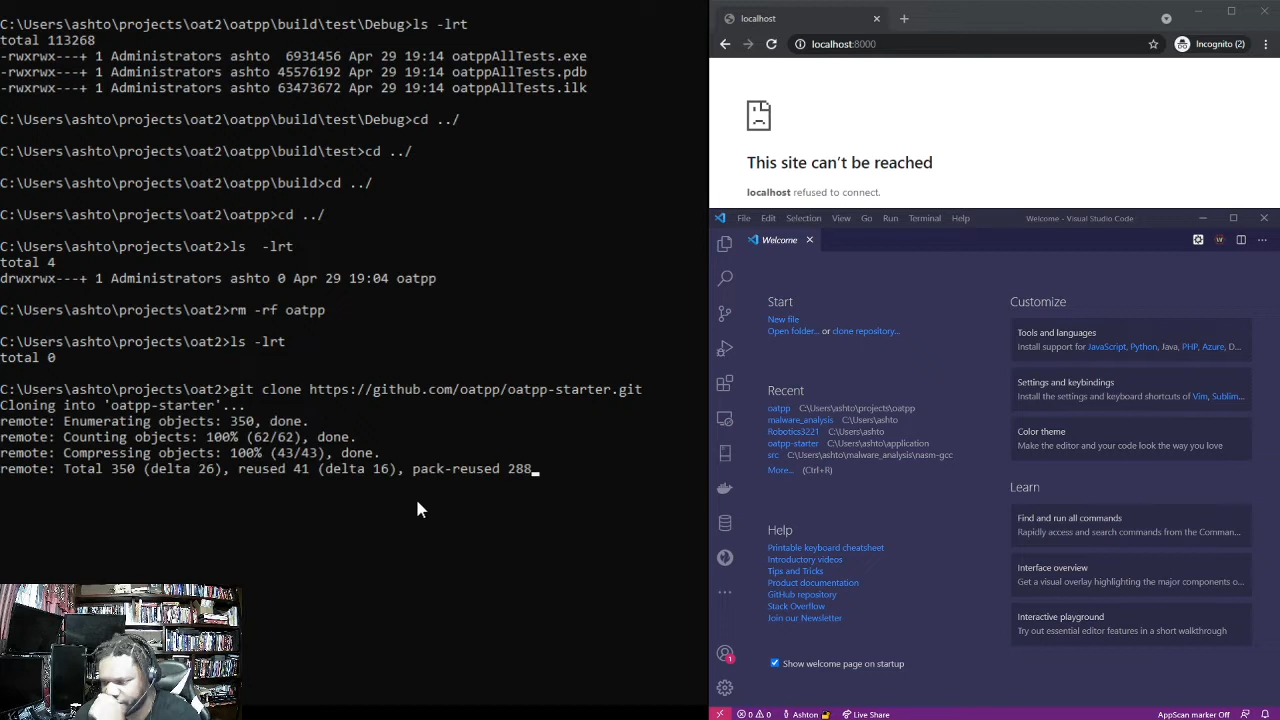 C:\Users\ashto\projects\oat2\oatpp\build\test\Debug>ls -lrt
total 113268
-rwxrwx---+ 1 Administrators ashto  6931456 Apr 29 19:14 oatppAllTests.exe
-rwxrwx---+ 1 Administrators ashto 45576192 Apr 29 19:14 oatppAllTests.pdb
-rwxrwx---+ 1 Administrators ashto 63473672 Apr 29 19:14 oatppAllTests.ilk
C:\Users\ashto\projects\oat2\oatpp\build\test\Debug>cd ../
C:\Users\ashto\projects\oat2\oatpp\build\test>cd ../
C:\Users\ashto\projects\oat2\oatpp\build>cd ../
C:\Users\ashto\projects\oat2\oatpp>cd ../
C:\Users\ashto\projects\oat2>ls  -lrt
total 4
drwxrwx---+ 1 Administrators ashto 0 Apr 29 19:04 oatpp
C:\Users\ashto\projects\oat2>rm -rf oatpp
C:\Users\ashto\projects\oat2>ls -lrt
total 0
C:\Users\ashto\projects\oat2>git clone https://github.com/oatpp/oatpp-starter.git
Cloning into 'oatpp-starter'...
remote: Enumerating objects: 350, done.
remote: Counting objects: 100% (62/62), done.
remote: Compressing objects: 100% (43/43), done.
remote: Total 350 (delta 26), reused 41 (delta 16), pack-reused 288
localhost
localhost:8000
Incognito (2)
This site can't be reached
localhost refused to connect.
File Edit Selection View Go Run Terminal Help Welcome - Visual Studio Code
Welcome
Start
New file
Open folder... or clone repository...
Recent
oatpp C:\Users\ashto\projects\oatpp
malware_analysis C:\Users\ashto
Robotics3221 C:\Users\ashto
oatpp-starter C:\Users\ashto\application
src C:\Users\ashto\malware_analysis\nasm-gcc
More... (Ctrl+R)
Help
Printable keyboard cheatsheet
Introductory videos
Tips and Tricks
Product documentation
GitHub repository
Stack Overflow
Join our Newsletter
Show welcome page on startup
Customize
Tools and languages
Install support for JavaScript, Python, Java, PHP, Azure, D...
Settings and keybindings
Install the settings and keyboard shortcuts of Vim, Sublim...
Color theme
Make the editor and your code look the way you love
Learn
Find and run all commands
Rapidly access and search commands from the Comman...
Interface overview
Get a visual overlay highlighting the major components o...
Interactive playground
Try out essential editor features in a short walkthrough
1
0 0 Ashton Live Share AppScan marker Off